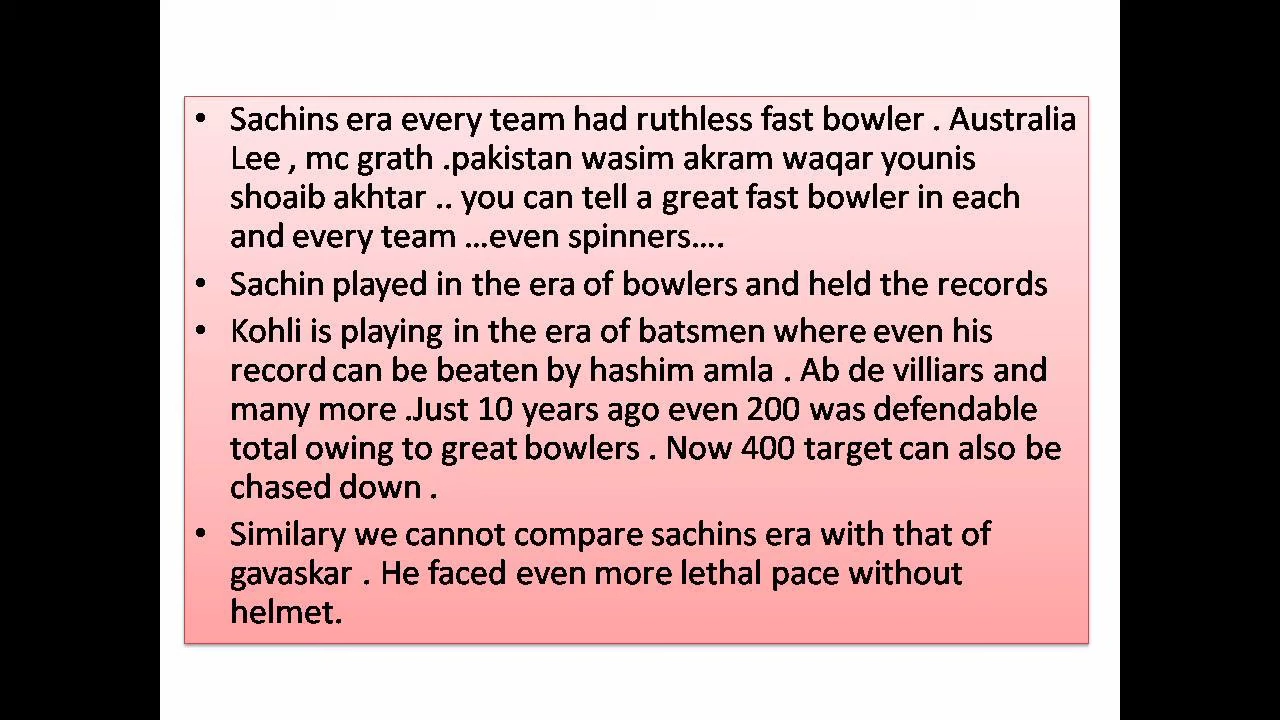 • Sachins era every team had ruthless fast bowler . Australia
Lee , mc grath .pakistan wasim akram waqar younis
shoaib akhtar .. you can tell a great fast bowler in each
and every team ...even spinners....
• Sachin played in the era of bowlers and held the records
• Kohli is playing in the era of batsmen where even his
record can be beaten by hashim amla . Ab de villiars and
many more .Just 10 years ago even 200 was defendable
total owing to great bowlers . Now 400 target can also be
chased down .
• Similary we cannot compare sachins era with that of
gavaskar . He faced even more lethal pace without
helmet.